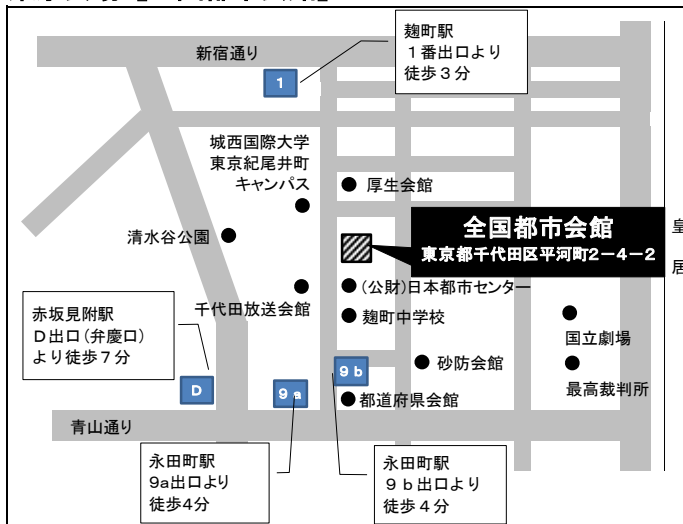 麹町駅
１番出口より
徒歩３分
新宿通り
1
城西国際大学
東京紀尾井町
キャンパス
厚生会館
全国都市会館
東京都千代田区平河町2－4－2
皇
居
清水谷公園
(公財)日本都市センター
千代田放送会館
麹町中学校
国立劇場
赤坂見附駅
Ｄ出口(弁慶口)
より徒歩７分
砂防会館
最高裁判所
D
9 a
9 b
都道府県会館
青山通り
永田町駅
9a出口より
徒歩4分
永田町駅
９ｂ出口より
徒歩４分